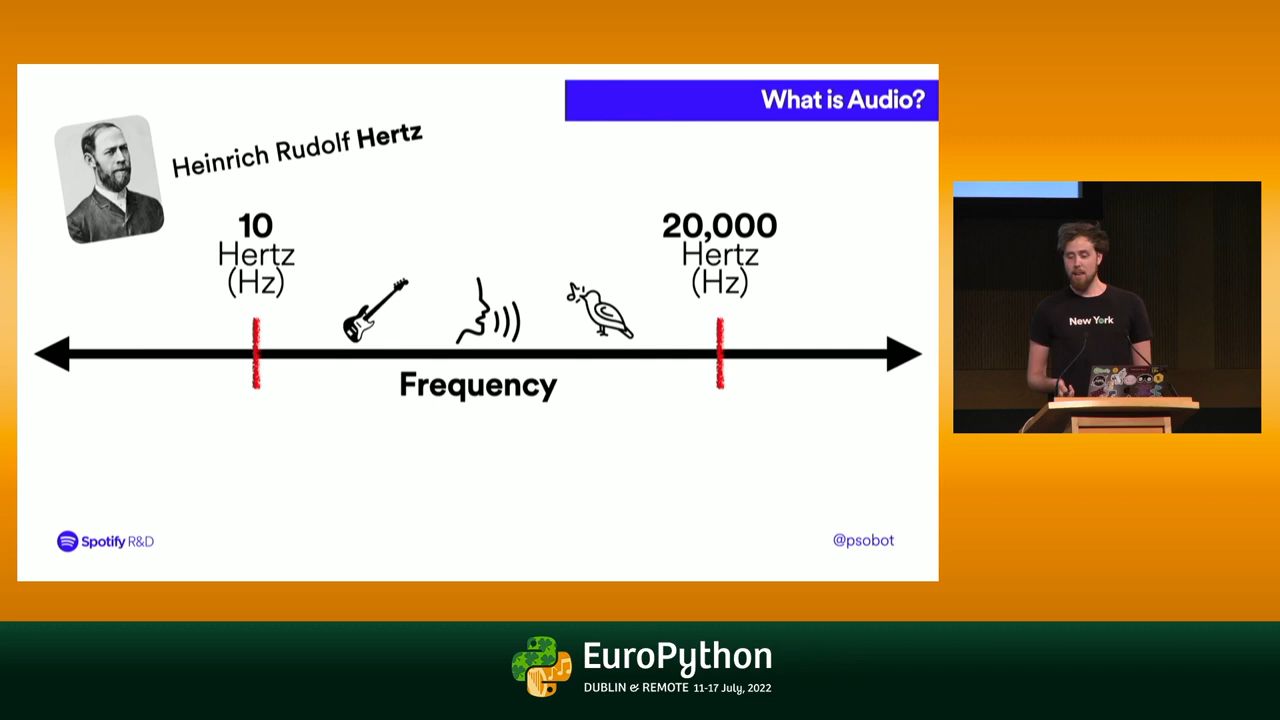 What is Audio?
Heinrich Rudolf Hertz
10
Hertz
(Hz)
20,000
Hertz
(Hz)
Frequency
Spotify R&D
@psobot
New York
EuroPython
DUBLIN & REMOTE 11-17 July, 2022